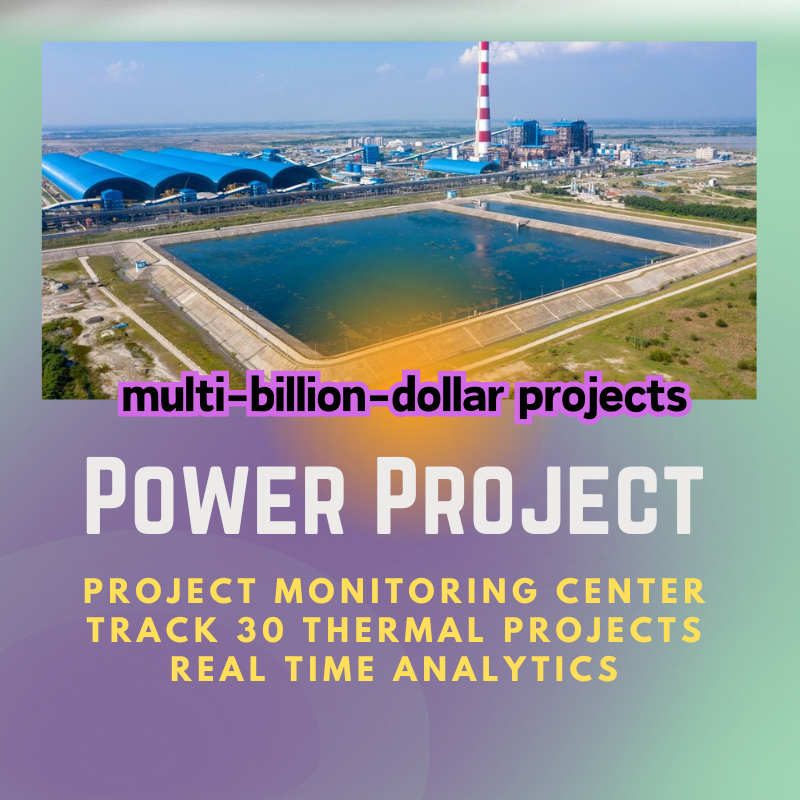 multi-billion-dollar projects
Power Project
PROJECT MONITORING CENTER
TRACK 30 THERMAL PROJECTS
REAL TIME ANALYTICS